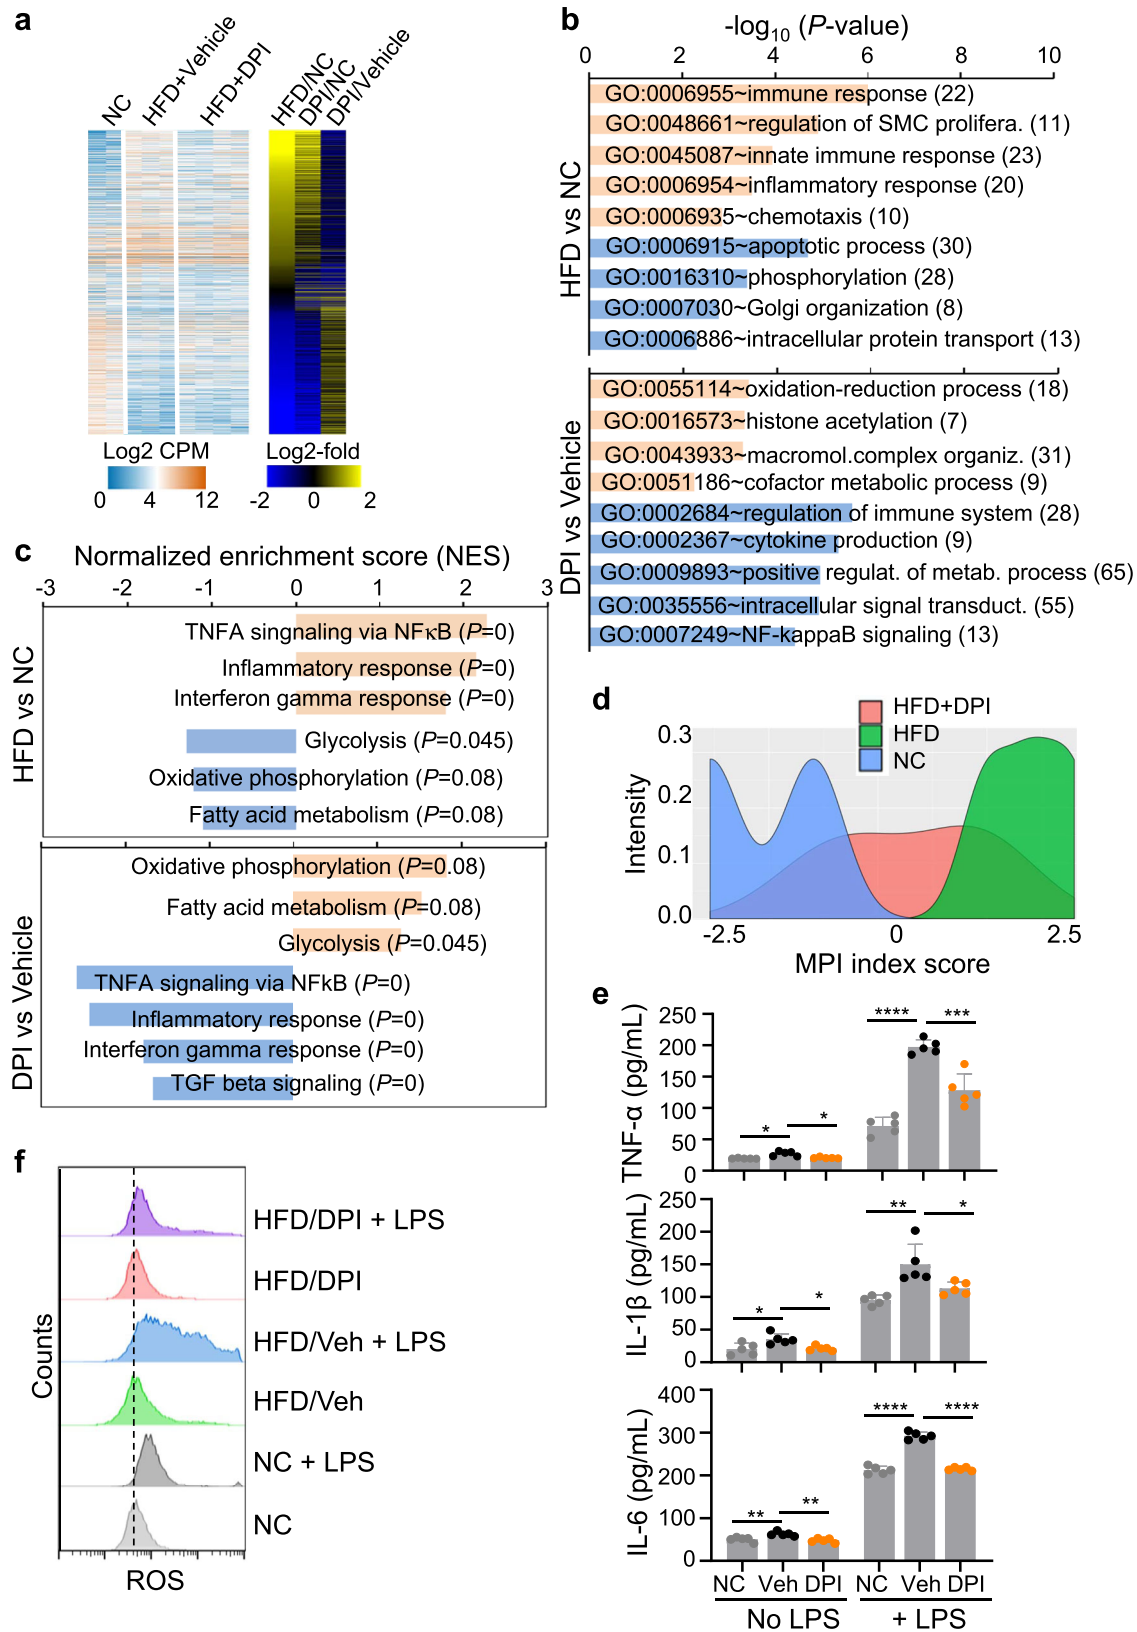 a
NC
HFD+Vehicle
HFD+DPI
HFD/NC
DPI/NC
DPI/Vehicle
Log2 CPM
0 4 12
Log2-fold
-2 0 2
b
-log10 (P-value)
0 2 4 6 8 10
HFD vs NC
GO:0006955~immune response (22)
GO:0048661~regulation of SMC prolifera. (11)
GO:0045087~innate immune response (23)
GO:0006954~inflammatory response (20)
GO:0006935~chemotaxis (10)
GO:0006915~apoptotic process (30)
GO:0016310~phosphorylation (28)
GO:0007030~Golgi organization (8)
GO:0006886~intracellular protein transport (13)
DPI vs Vehicle
GO:0055114~oxidation-reduction process (18)
GO:0016573~histone acetylation (7)
GO:0043933~macromol.complex organiz. (31)
GO:0051186~cofactor metabolic process (9)
GO:0002684~regulation of immune system (28)
GO:0002367~cytokine production (9)
GO:0009893~positive regulat. of metab. process (65)
GO:0035556~intracellular signal transduct. (55)
GO:0007249~NF-kappaB signaling (13)
c
Normalized enrichment score (NES)
-3 -2 -1 0 1 2 3
HFD vs NC
TNFA singnaling via NFκB (P=0)
Inflammatory response (P=0)
Interferon gamma response (P=0)
Glycolysis (P=0.045)
Oxidative phosphorylation (P=0.08)
Fatty acid metabolism (P=0.08)
DPI vs Vehicle
Oxidative phosphorylation (P=0.08)
Fatty acid metabolism (P=0.08)
Glycolysis (P=0.045)
TNFA signaling via NFkB (P=0)
Inflammatory response (P=0)
Interferon gamma response (P=0)
TGF beta signaling (P=0)
d
HFD+DPI
HFD
NC
Intensity
0.3
0.2
0.1
0.0
-2.5 0 2.5
MPI index score
e
TNF-α (pg/mL)
250
200
150
100
50
0
* * **** ***
IL-1β (pg/mL)
250
200
150
100
50
0
* * ** *
IL-6 (pg/mL)
400
300
200
100
0
** ** **** ****
NC Veh DPI NC Veh DPI
No LPS + LPS
f
Counts
HFD/DPI + LPS
HFD/DPI
HFD/Veh + LPS
HFD/Veh
NC + LPS
NC
ROS